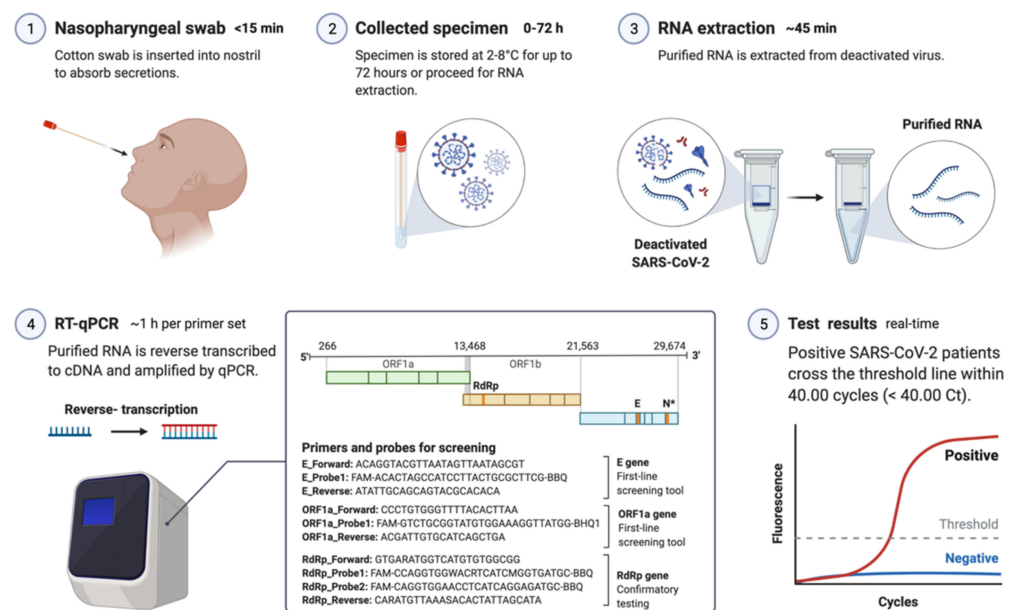 1 Nasopharyngeal swab <15 min
Cotton swab is inserted into nostril
to absorb secretions.
2 Collected specimen 0-72 h
Specimen is stored at 2-8°C for up to
72 hours or proceed for RNA
extraction.
3 RNA extraction ~45 min
Purified RNA is extracted from deactivated virus.
Purified RNA
Deactivated
SARS-CoV-2
4 RT-qPCR ~1 h per primer set
Purified RNA is reverse transcribed
to cDNA and amplified by qPCR.
Reverse- transcription
266 13,468 21,563 29,674
5' 3'
ORF1a ORF1b
RdRp
E N*
Primers and probes for screening
E_Forward: ACAGGTACGTTAATAGTTAATAGCGT
E_Probe1: FAM-ACACTAGCCATCCTTACTGCGCTTCG-BBQ
E_Reverse: ATATTGCAGCAGTACGCACACA
E gene
First-line
screening tool
ORF1a_Forward: CCCTGTGGGTTTTACACTTAA
ORF1a_Probe1: FAM-GTCTGCGGTATGTGGAAAGGTTATGG-BHQ1
ORF1a_Reverse: ACGATTGTGCATCAGCTGA
ORF1a gene
First-line
screening tool
RdRp_Forward: GTGARATGGTCATGTGTGGCGG
RdRp_Probe1: FAM-CCAGGTGGWACRTCATCMGGTGATGC-BBQ
RdRp_Probe2: FAM-CAGGTGGAACCTCATCAGGAGATGC-BBQ
RdRp_Reverse: CARATGTTAAASACACTATTAGCATA
RdRp gene
Confirmatory
testing
5 Test results real-time
Positive SARS-CoV-2 patients
cross the threshold line within
40.00 cycles (< 40.00 Ct).
Fluorescence
Positive
Threshold
Negative
Cycles